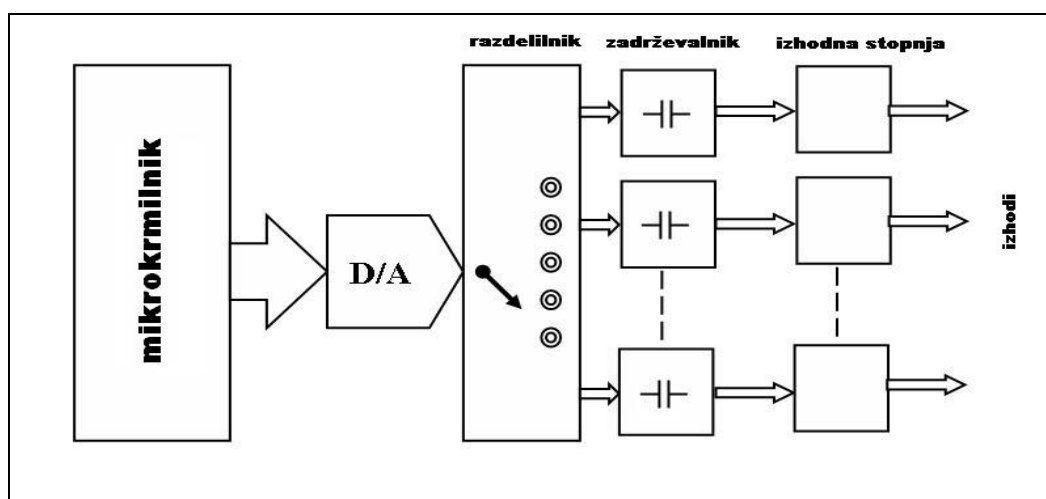 razdelilnik zadrževalnik izhodna stopnja
mikrokrmilnik
D/A
izhodi